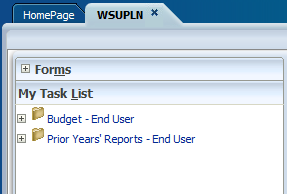 HomePage
WSUPLN
Forms
My Task List
Budget - End User
Prior Years' Reports - End User